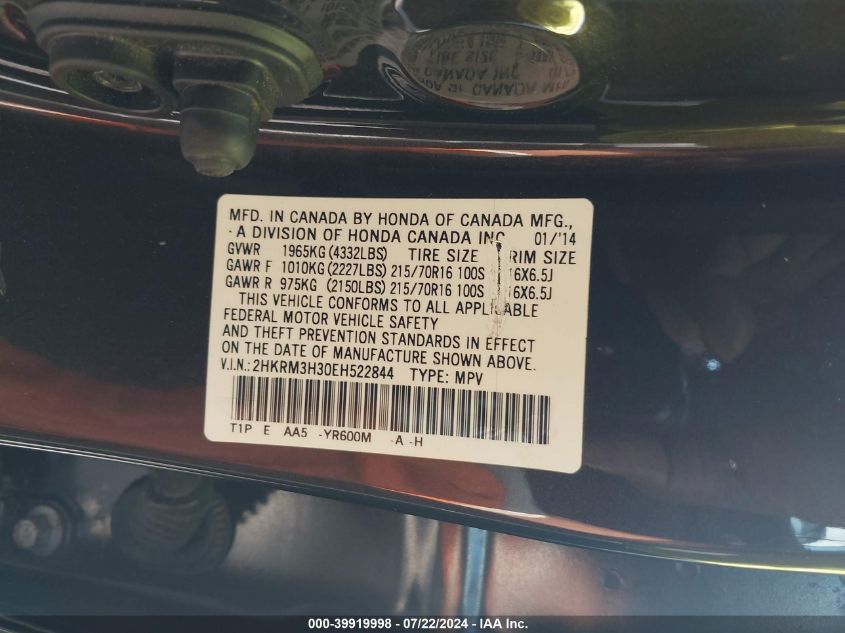 MFD. IN CANADA BY HONDA OF CANADA MFG.,
A DIVISION OF HONDA CANADA INC. 01/'14
GVWR 1965KG (4332LBS) TIRE SIZE RIM SIZE
GAWR F 1010KG (2227LBS) 215/70R16 100S 16X6.5J
GAWR R 975KG (2150LBS) 215/70R16 100S 16X6.5J
THIS VEHICLE CONFORMS TO ALL APPLICABLE
FEDERAL MOTOR VEHICLE SAFETY
AND THEFT PREVENTION STANDARDS IN EFFECT
ON THE DATE OF MANUFACTURE SHOWN ABOVE.
V.I.N.: 2HKRM3H30EH522844 TYPE: MPV
T1P E AA5 -YR600M -A -H
000-39919998 - 07/22/2024 - IAA Inc.